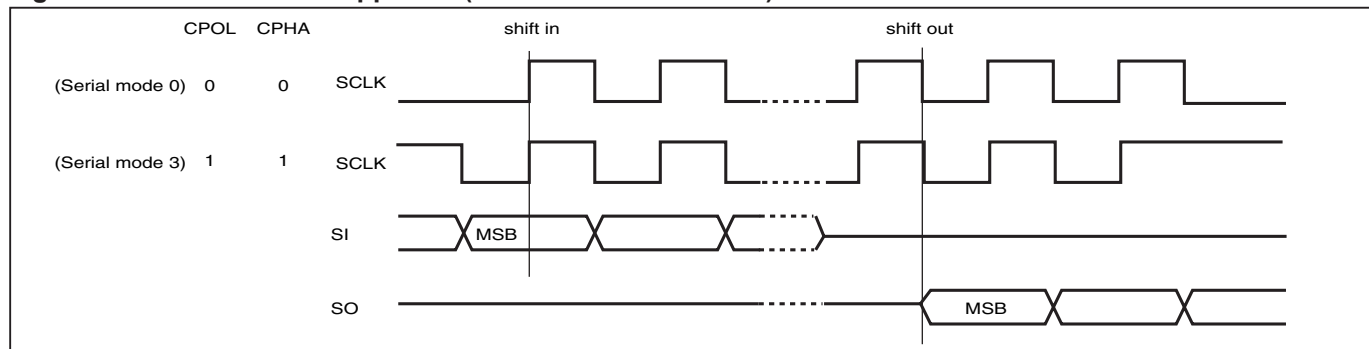 CPOL CPHA shift in shift out
(Serial mode 0) 0 0 SCLK
(Serial mode 3) 1 1 SCLK
SI MSB
SO MSB